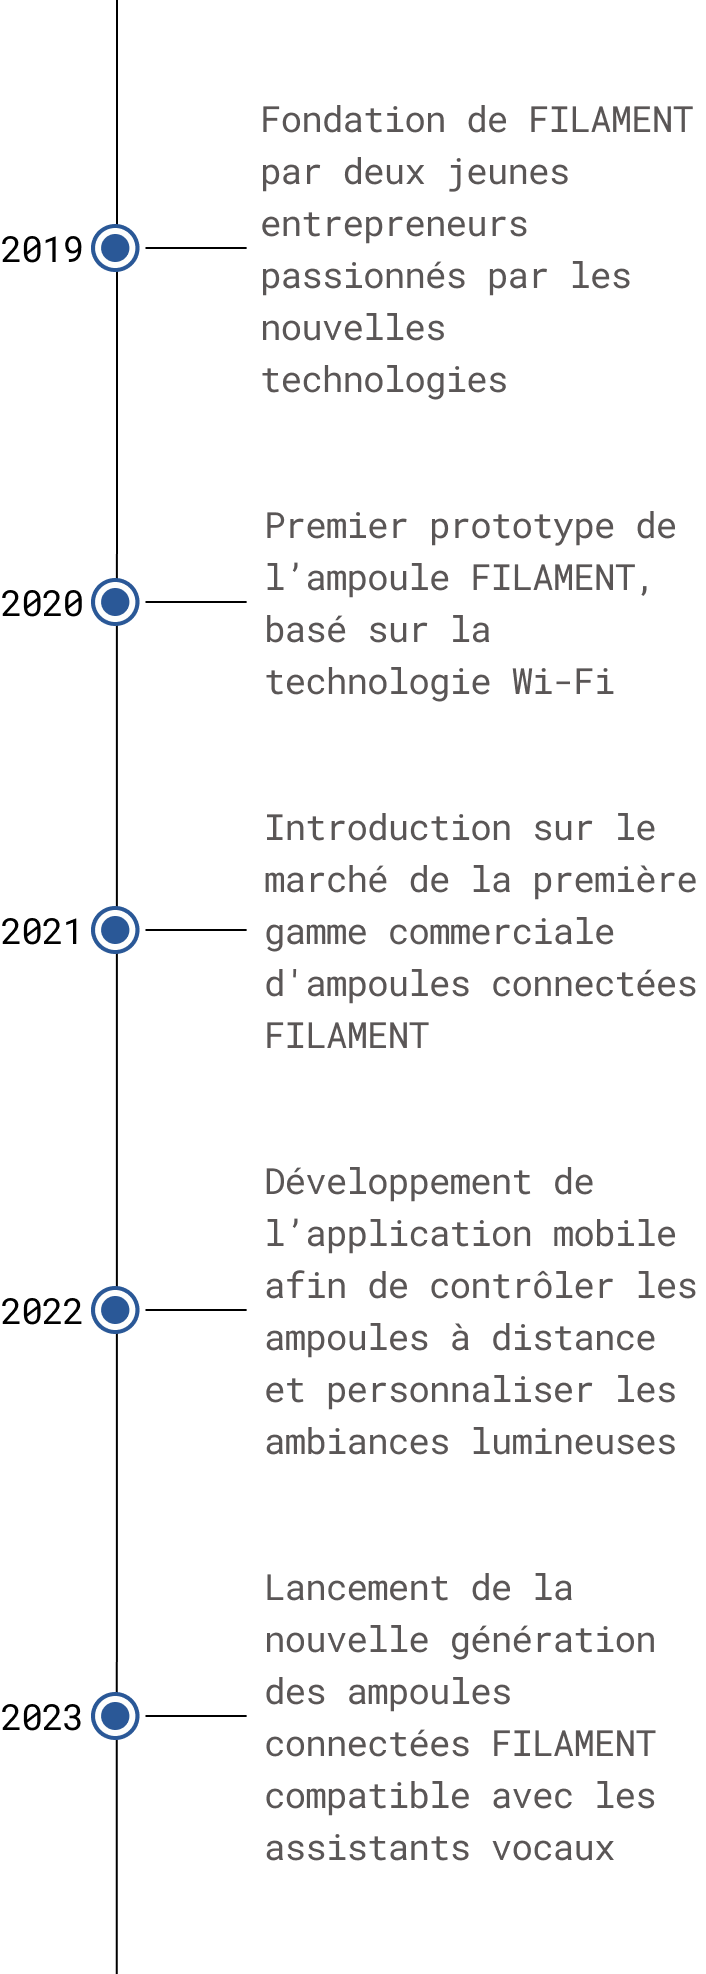 Fondation de FILAMENT
par deux jeunes
entrepreneurs
2019
passionnés par les
nouvelles
technologies
Premier prototype de
l’ampoule FILAMENT,
2020
basé sur la
technologie Wi-Fi
Introduction sur le
marché de la première
2021
gamme commerciale
d'ampoules connectées
FILAMENT
Développement de
l’application mobile
afin de contrôler les
2022
ampoules à distance
et personnaliser les
ambiances lumineuses
Lancement de la
nouvelle génération
des ampoules
2023
connectées FILAMENT
compatible avec les
assistants vocaux